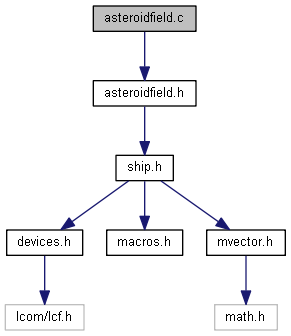 asteroidfield.c
asteroidfield.h
ship.h
devices.h
macros.h
mvector.h
lcom/lcf.h
math.h